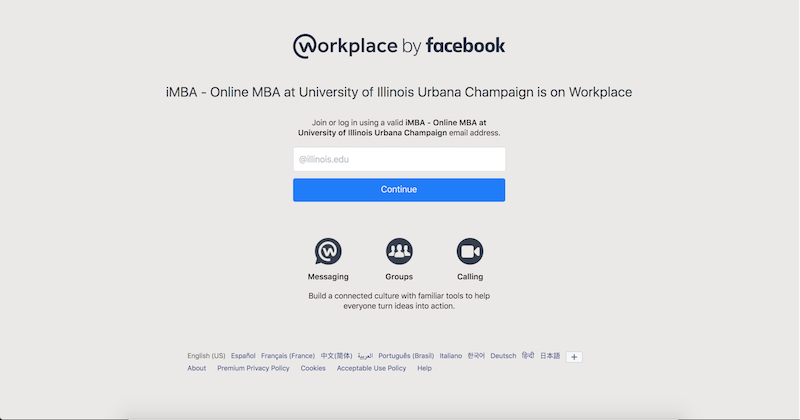 Workplace by facebook
iMBA - Online MBA at University of Illinois Urbana Champaign is on Workplace
Join or log in using a valid iMBA - Online MBA at
University of Illinois Urbana Champaign email address.
@illinois.edu
Continue
Messaging Groups Calling
Build a connected culture with familiar tools to help
everyone turn ideas into action.
English (US) Español Français (France) 中文(简体) العربية Português (Brasil) Italiano 한국어 Deutsch हिन्दी 日本語 +
About Premium Privacy Policy Cookies Acceptable Use Policy Help